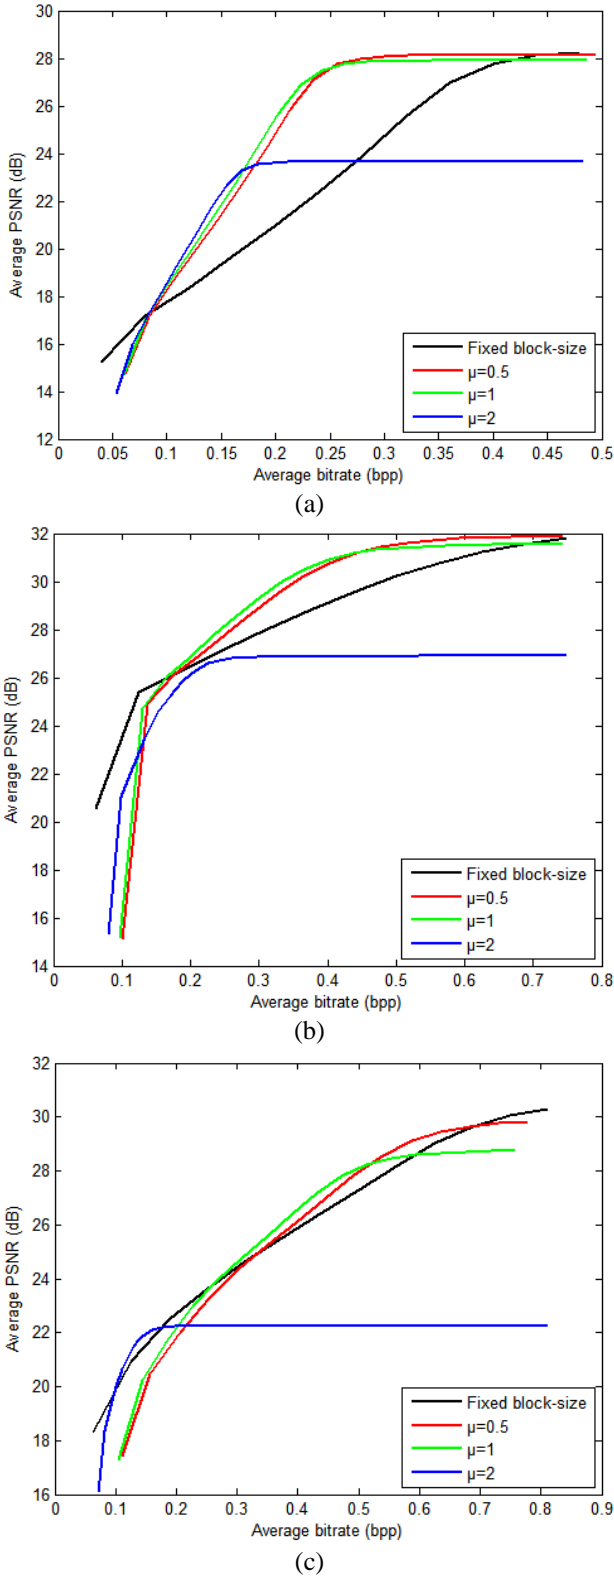 30
28
26
24
22
20
18
16
14
12
Average PSNR (dB)
Fixed block-size
μ=0.5
μ=1
μ=2
0 0.05 0.1 0.15 0.2 0.25 0.3 0.35 0.4 0.45 0.5
Average bitrate (bpp)
(a)
32
30
28
26
24
22
20
18
16
14
Average PSNR (dB)
Fixed block-size
μ=0.5
μ=1
μ=2
0 0.1 0.2 0.3 0.4 0.5 0.6 0.7 0.8
Average bitrate (bpp)
(b)
32
30
28
26
24
22
20
18
16
Average PSNR (dB)
Fixed block-size
μ=0.5
μ=1
μ=2
0 0.1 0.2 0.3 0.4 0.5 0.6 0.7 0.8 0.9
Average bitrate (bpp)
(c)